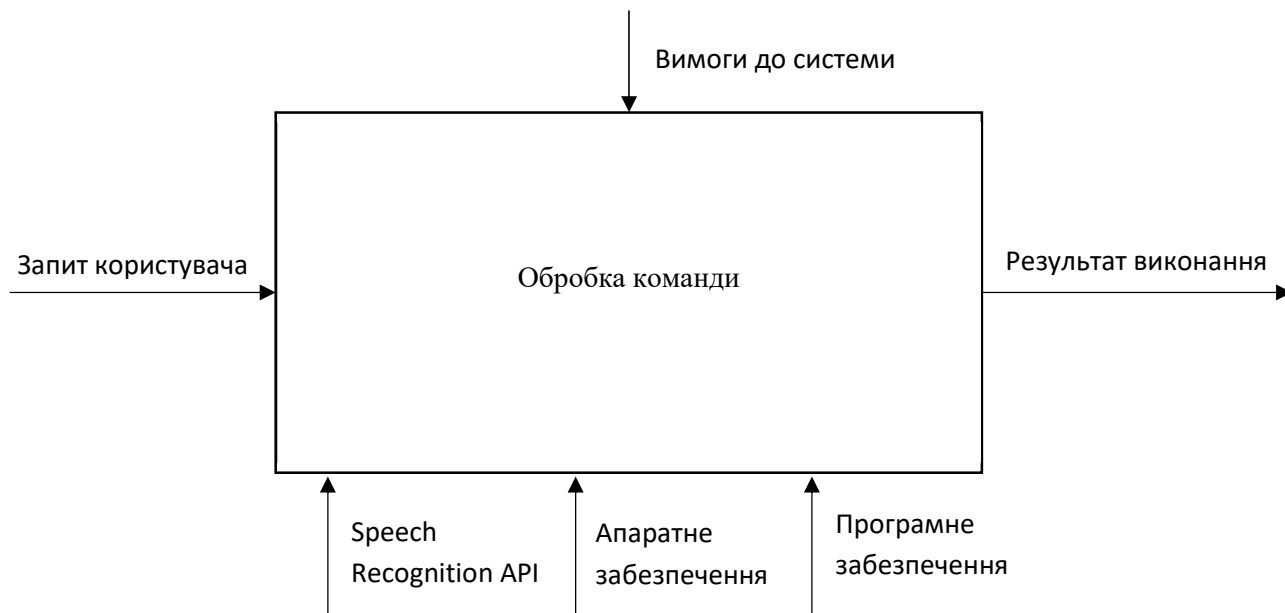 Вимоги до системи
Запит користувача
Обробка команди
Результат виконання
Speech
Recognition API
Апаратне
забезпечення
Програмне
забезпечення